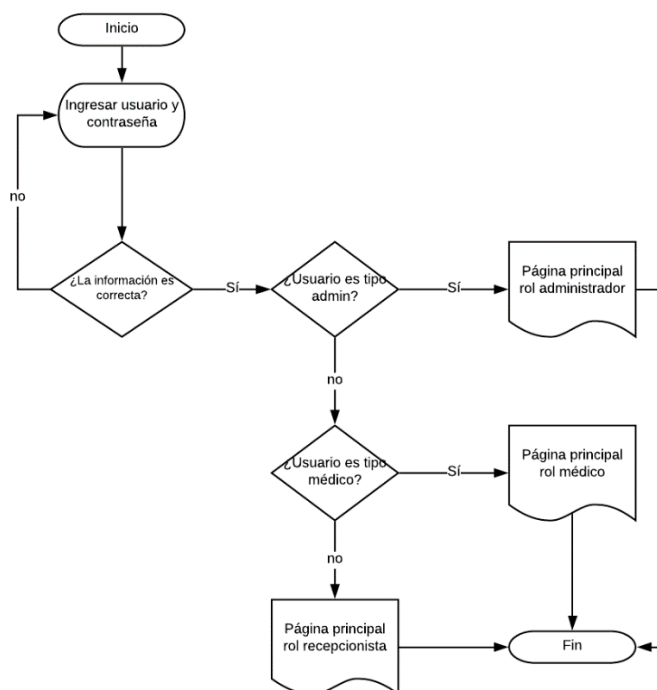 Inicio
Ingresar usuario y
contraseña
no
¿La información es
correcta?
Sí
¿Usuario es tipo
admin?
Sí
Página principal
rol administrador
no
¿Usuario es tipo
médico?
Sí
Página principal
rol médico
no
Página principal
rol recepcionista
Fin